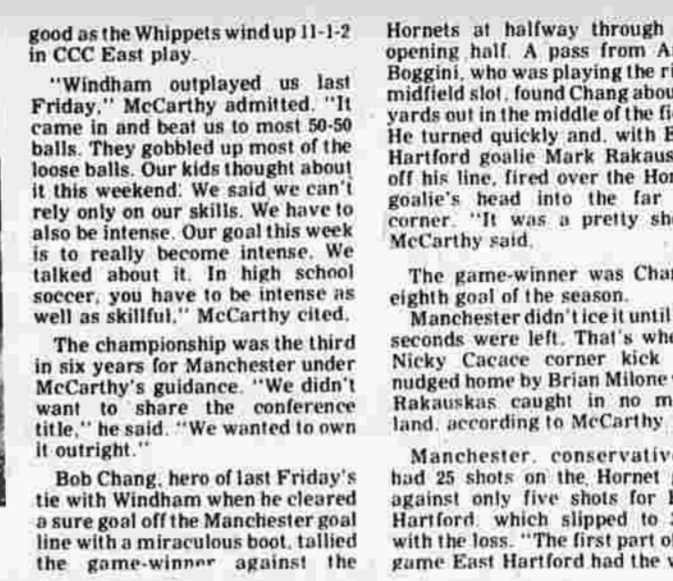 good as the Whippets wind up 11-1-2
in CCC East play.
"Windham outplayed us last
Friday," McCarthy admitted. "It
came in and beat us to most 50-50
balls. They gobbled up most of the
loose balls. Our kids thought about
it this weekend. We said we can't
rely only on our skills. We have to
also be intense. Our goal this week
is to really become intense. We
talked about it. In high school
soccer, you have to be intense as
well as skillful," McCarthy cited.
The championship was the third
in six years for Manchester under
McCarthy's guidance. "We didn't
want to share the conference
title," he said. "We wanted to own
it outright."
Bob Chang, hero of last Friday's
tie with Windham when he cleared
a sure goal off the Manchester goal
line with a miraculous boot, tallied
the game-winner against the
Hornets at halfway through
opening half. A pass from
Boggini, who was playing the
midfield slot, found Chang
yards out in the middle of the
He turned quickly and, with
Hartford goalie Mark
off his line, fired over the
goalie's head into the far
corner. "It was a pretty
McCarthy said.
The game-winner was
eighth goal of the season.
Manchester didn't ice it until
seconds were left. That's
Nicky Cacace corner kick
nudged home by Brian Milone
Rakauskas caught in no
land, according to McCarthy.
Manchester,
had 25 shots on the Hornet
against only five shots for
Hartford, which slipped to
with the loss. "The first part
game East Hartford had the